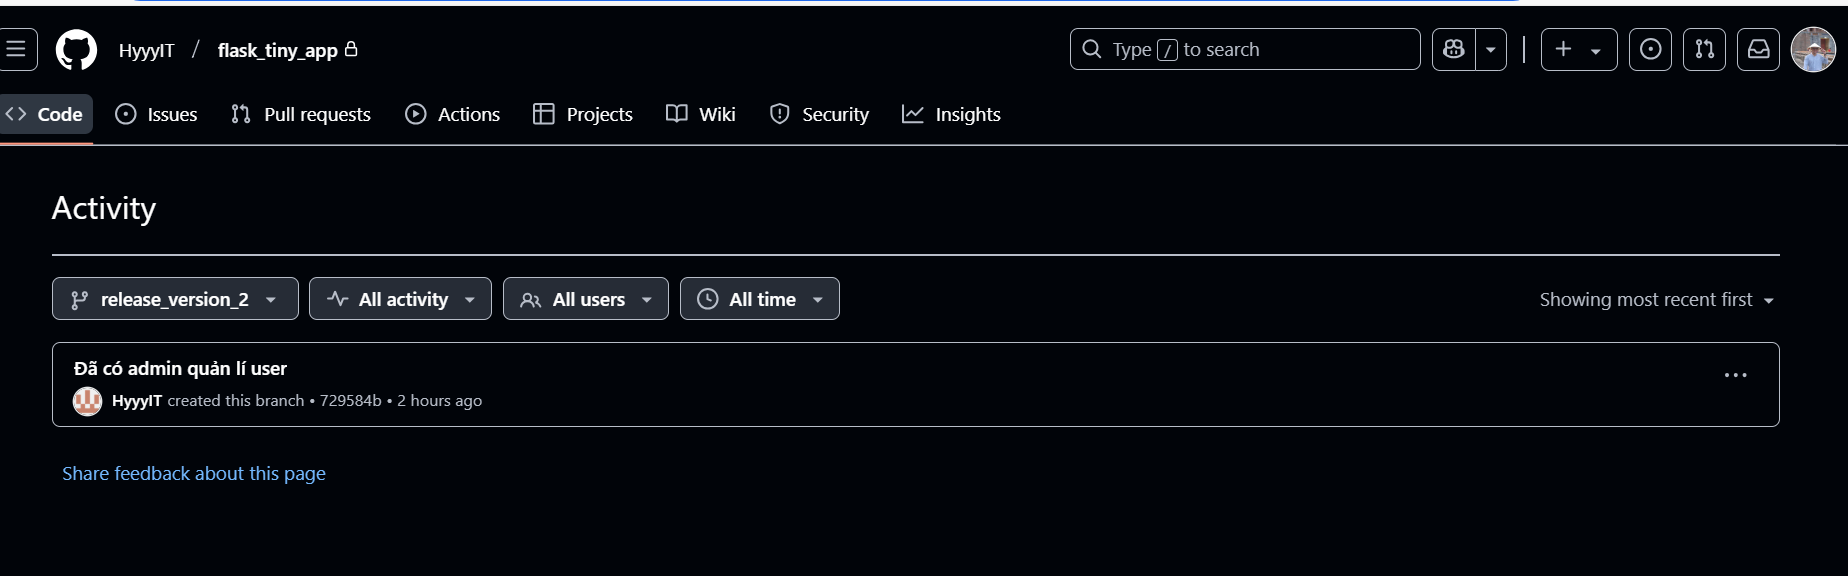 HyyyIT / flask_tiny_app
Type / to search
Code Issues Pull requests Actions Projects Wiki Security Insights
Activity
release_version_2 All activity All users All time Showing most recent first
Đã có admin quản lí user
HyyyIT created this branch • 729584b • 2 hours ago
Share feedback about this page